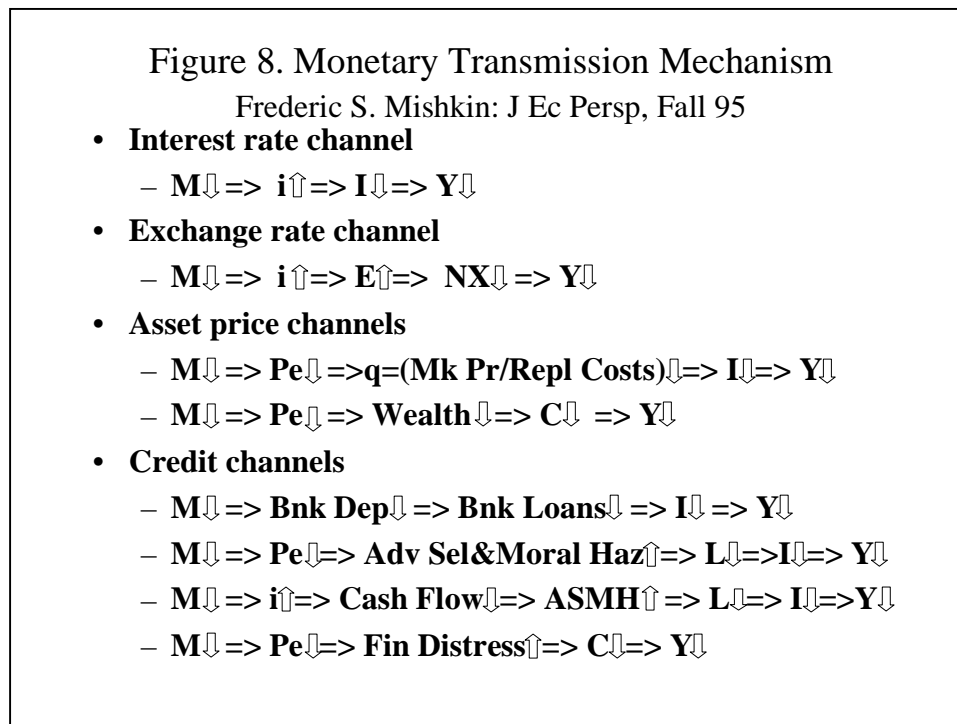 Figure 8. Monetary Transmission Mechanism
Frederic S. Mishkin: J Ec Persp, Fall 95
• Interest rate channel
– M⇩=> i⇧=> I⇩=> Y⇩
• Exchange rate channel
– M⇩=> i⇧=> E⇧=> NX⇩ => Y⇩
• Asset price channels
– M⇩=> Pe⇩ =>q=(Mk Pr/Repl Costs)⇩=> I⇩=> Y⇩
– M⇩=> Pe⇩ => Wealth⇩=> C⇩ => Y⇩
• Credit channels
– M⇩=> Bnk Dep⇩ => Bnk Loans⇩ => I⇩ => Y⇩
– M⇩=> Pe⇩=> Adv Sel&Moral Haz⇧=> L⇩=>I⇩=> Y⇩
– M⇩=> i⇧=> Cash Flow⇩=> ASMH⇧ => L⇩=> I⇩=>Y⇩
– M⇩=> Pe⇩=> Fin Distress⇧=> C⇩=> Y⇩